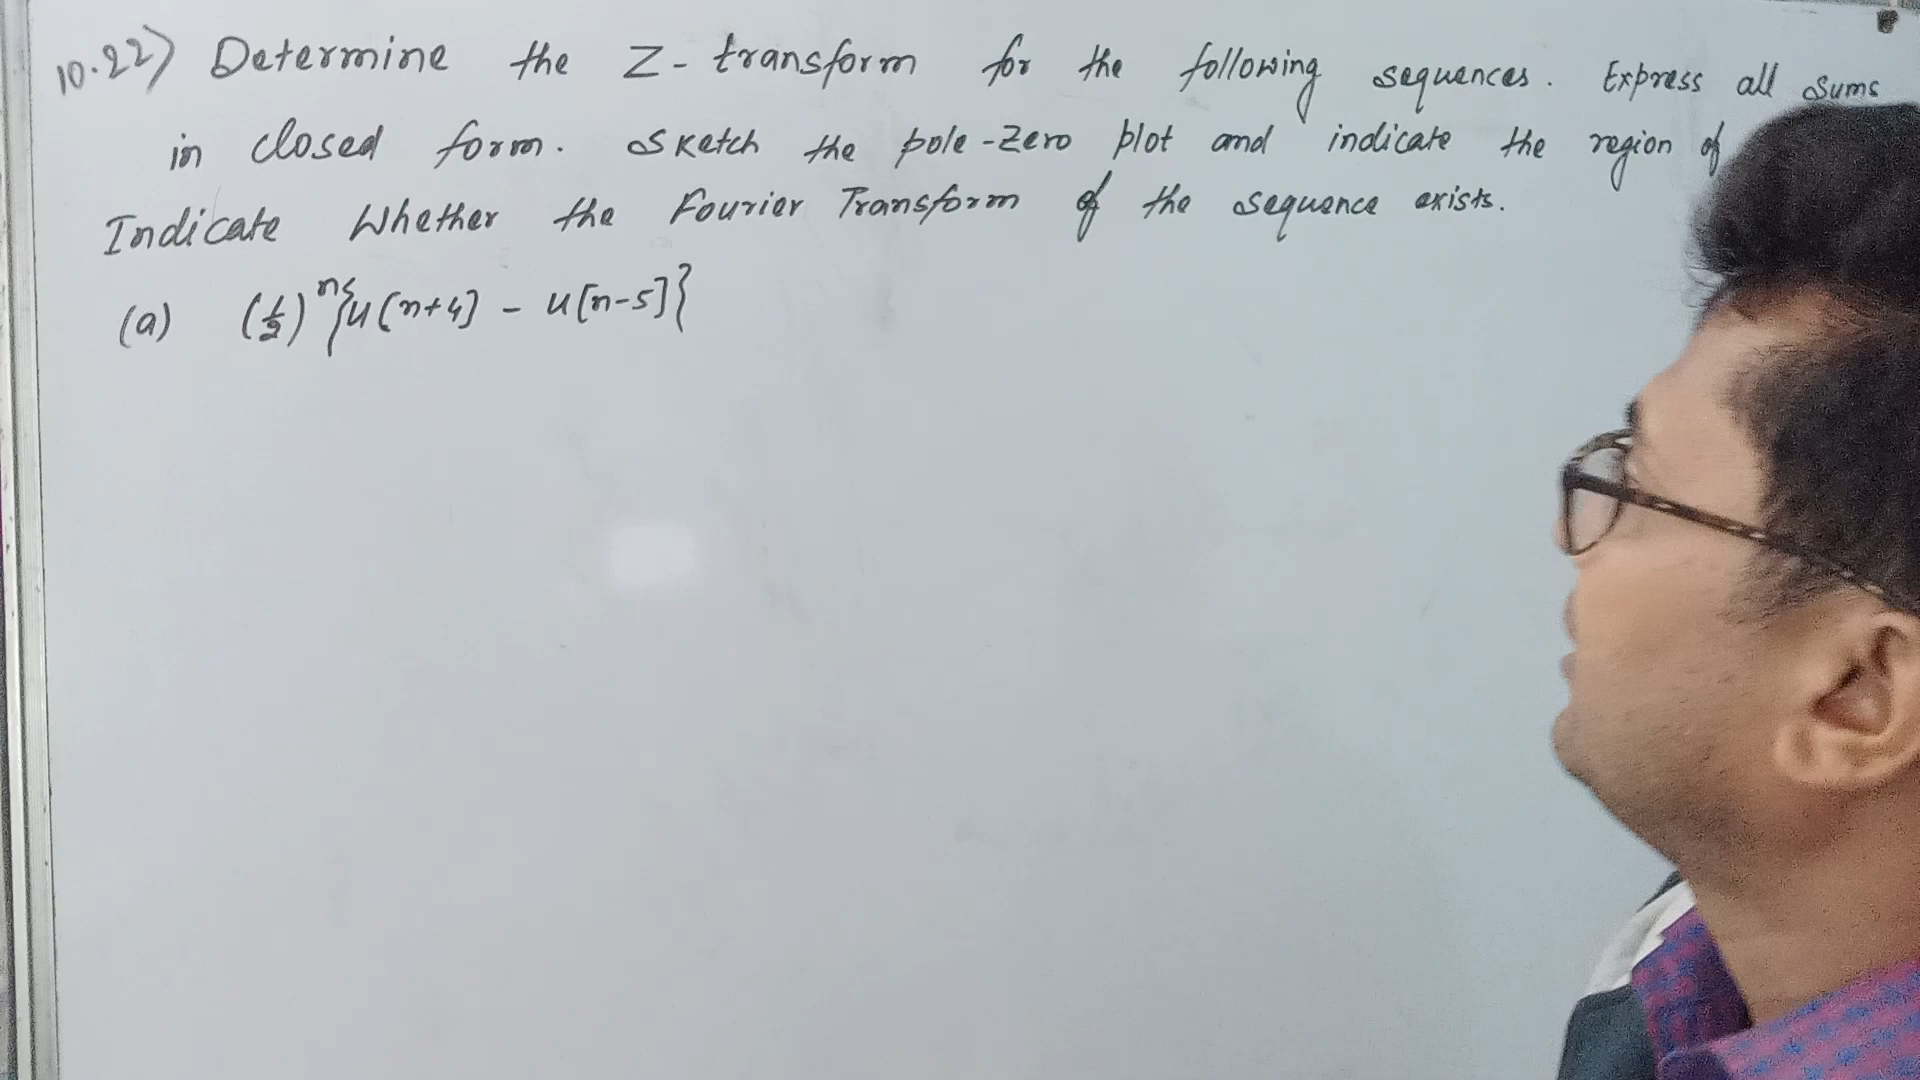 10.22) Determine the Z-transform for the following sequences. Express all sums
in closed form. Sketch the pole-zero plot and indicate the region of
Indicate Whether the Fourier Transform of the sequence exists.
(a) (1/2)^n {u[n+4] - u[n-5]}